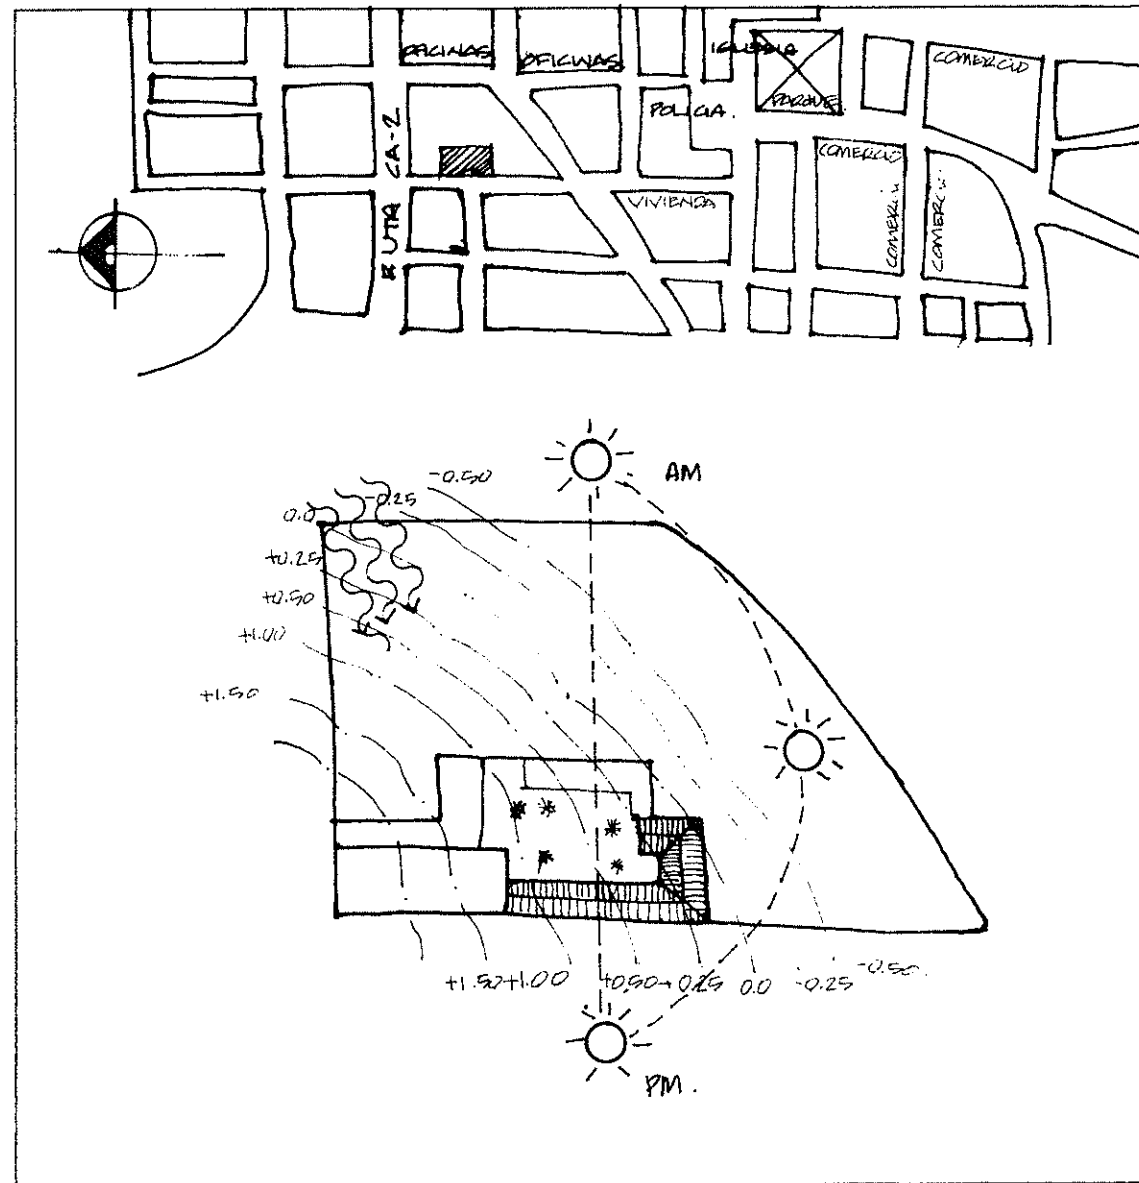 OFICINAS
OFICINAS
IGLESIA
COMERCIO
PARQUE
POLICIA.
RUTA CA-2
COMERCIO
VIVIENDA
COMERCIO
AM
-0.50
-0.25
0.0
+0.25
+0.50
+1.00
+1.50
+1.50 +1.00 +0.50 +0.25 0.0 -0.25 -0.50.
PM.